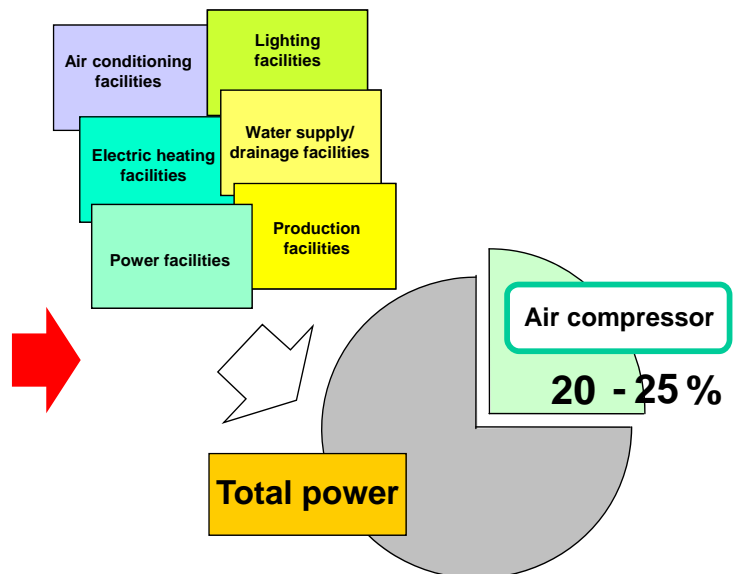 Lighting
facilities
Air conditioning
facilities
Water supply/
drainage facilities
Electric heating
facilities
Production
facilities
Power facilities
Air compressor
20 - 25 %
Total power